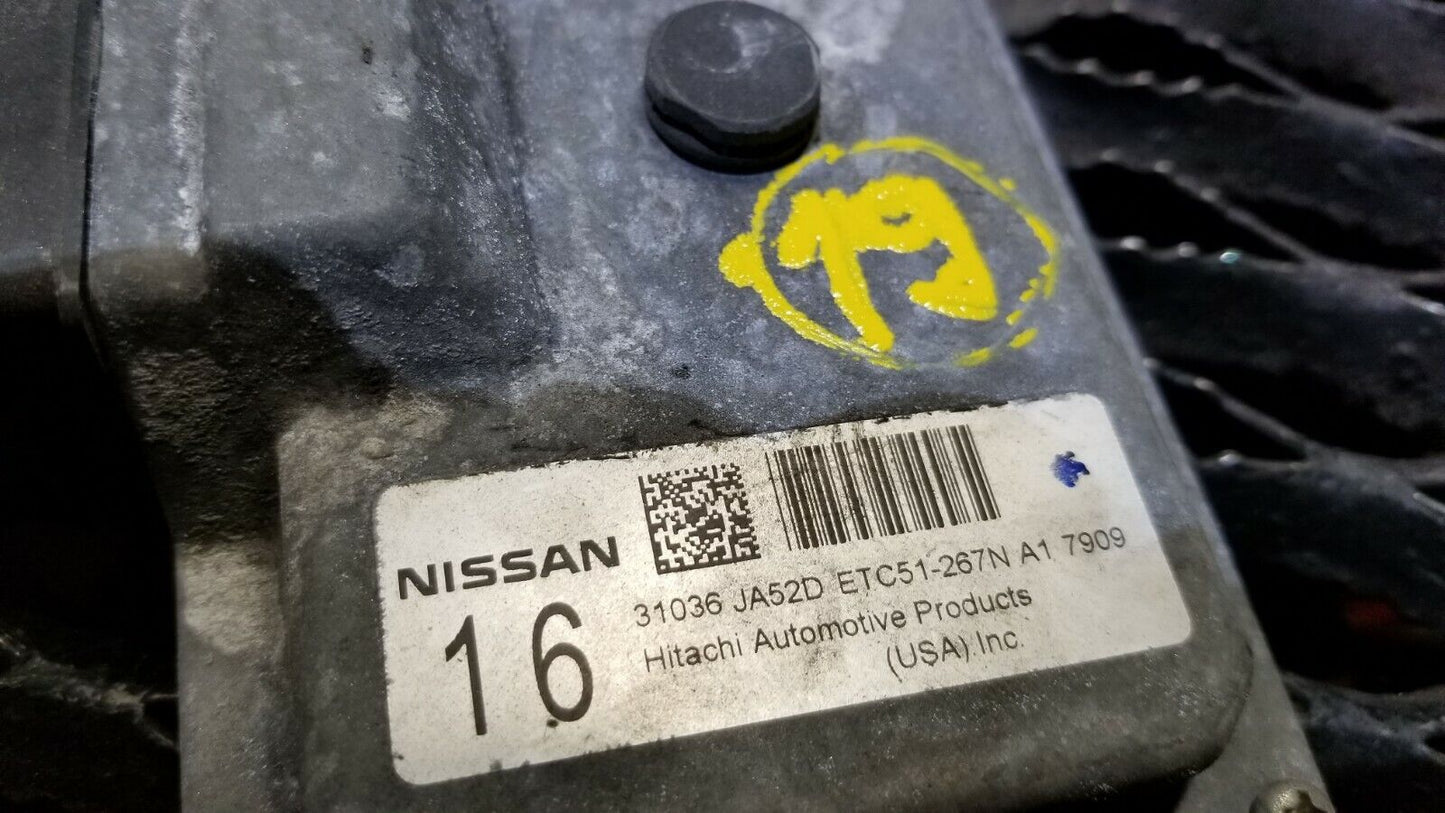 19
NISSAN
16
31036 JA52D ETC51-267N A1 7909
Hitachi Automotive Products
(USA) Inc.